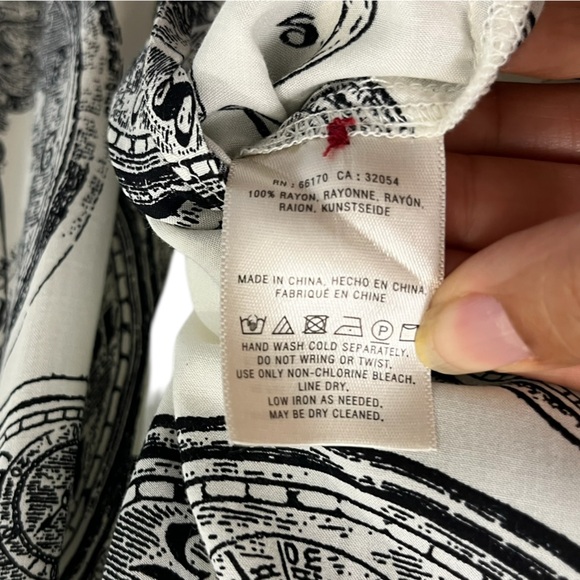 RN : 66170 CA : 32054
100% RAYON, RAYONNE, RAYÓN,
RAION, KUNSTSEIDE
MADE IN CHINA, HECHO EN CHINA
FABRIQUÉ EN CHINE
P
HAND WASH COLD SEPARATELY.
DO NOT WRING OR TWIST.
USE ONLY NON-CHLORINE BLEACH.
LINE DRY.
LOW IRON AS NEEDED.
MAY BE DRY CLEANED.